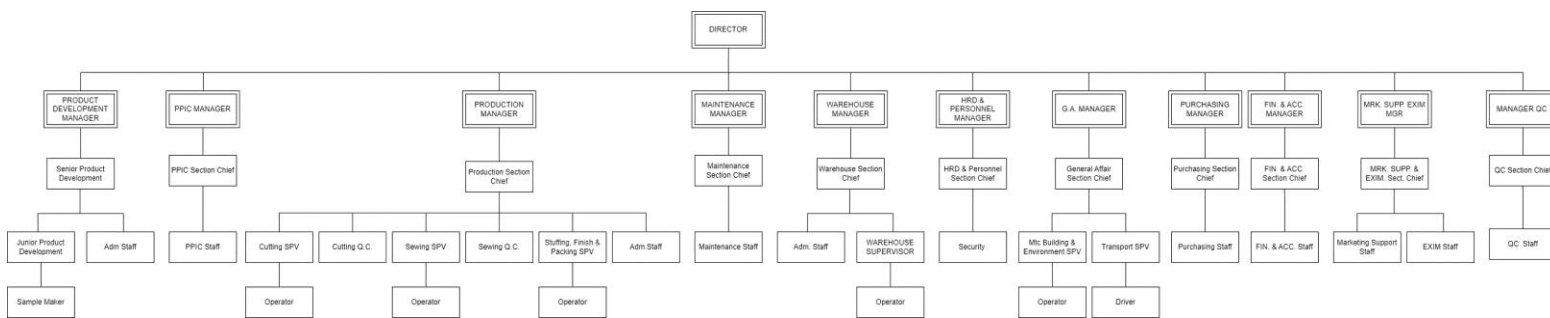 DIRECTOR
PRODUCT
DEVELOPMENT
MANAGER
PPIC MANAGER
PRODUCTION
MANAGER
MAINTENANCE
MANAGER
WAREHOUSE
MANAGER
HRD &
PERSONNEL
MANAGER
G.A. MANAGER
PURCHASING
MANAGER
FIN. & ACC
MANAGER
MRK. SUPP EXIM
MGR
MANAGER QC
Senior Product
Development
PPIC Section Chief
Production Section
Chief
Maintenance
Section Chief
Warehouse Section
Chief
HRD & Personnel
Section Chief
General Affair
Section Chief
Purchasing Section
Chief
FIN. & ACC.
Section Chief
MRK. SUPP. &
EXIM. Sect. Chief
QC Section Chief
Junior Product
Development
Adm Staff
PPIC Staff
Cutting SPV
Cutting Q.C.
Sewing SPV
Sewing Q.C.
Stuffing, Finish &
Packing SPV
Adm.Staff
Maintenance Staff
Adm. Staff
WAREHOUSE
SUPERVISOR
Security
Mtc Building &
Environment SPV
Transport SPV
Purchasing Staff
FIN. & ACC. Staff
Marketing Support
Staff
EXIM Staff
QC. Staff
Sample Maker
Operator
Operator
Operator
Operator
Operator
Driver